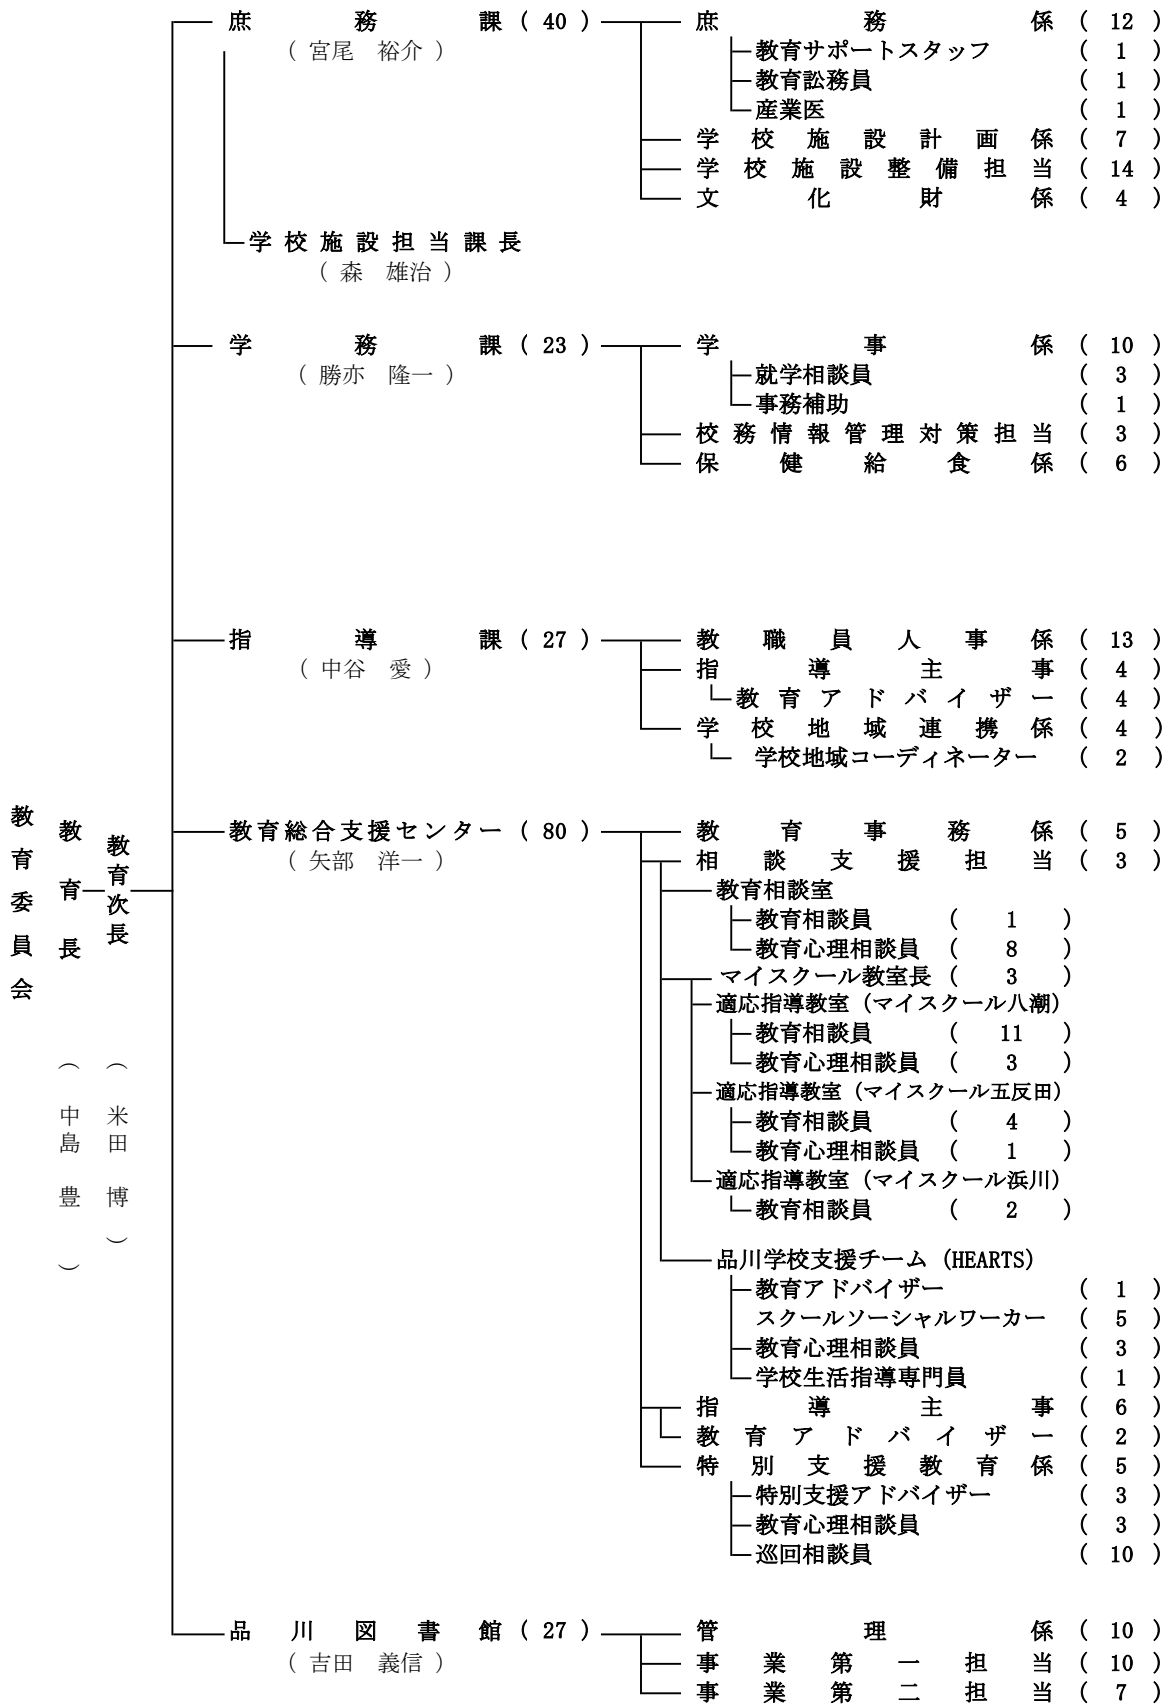 庶務課 ( 40 ) 庶務係 ( 12 )
( 宮尾 裕介 ) 教育サポートスタッフ ( 1 )
教育訟務員 ( 1 )
産業医 ( 1 )
学校施設計画係 ( 7 )
学校施設整備担当 ( 14 )
文化財係 ( 4 )
学校施設担当課長
( 森 雄治 )
学務課 ( 23 ) 学事係 ( 10 )
( 勝亦 隆一 ) 就学相談員 ( 3 )
事務補助 ( 1 )
校務情報管理対策担当 ( 3 )
保健給食係 ( 6 )
指導課 ( 27 ) 教職員人事係 ( 13 )
( 中谷 愛 ) 指導主事 ( 4 )
教育アドバイザー ( 4 )
学校地域連携係 ( 4 )
学校地域コーディネーター ( 2 )
教育委員会
教育長
( 中島 豊 )
教育次長
( 米田 博 )
教育総合支援センター ( 80 ) 教育事務係 ( 5 )
( 矢部 洋一 ) 相談支援担当 ( 3 )
教育相談室
教育相談員 ( 1 )
教育心理相談員 ( 8 )
マイスクール教室長 ( 3 )
適応指導教室（マイスクール八潮）
教育相談員 ( 11 )
教育心理相談員 ( 3 )
適応指導教室（マイスクール五反田）
教育相談員 ( 4 )
教育心理相談員 ( 1 )
適応指導教室（マイスクール浜川）
教育相談員 ( 2 )
品川学校支援チーム (HEARTS)
教育アドバイザー ( 1 )
スクールソーシャルワーカー ( 5 )
教育心理相談員 ( 3 )
学校生活指導専門員 ( 1 )
指導主事 ( 6 )
教育アドバイザー ( 2 )
特別支援教育係 ( 5 )
特別支援アドバイザー ( 3 )
教育心理相談員 ( 3 )
巡回相談員 ( 10 )
品川図書館 ( 27 ) 管理係 ( 10 )
( 吉田 義信 ) 事業第一担当 ( 10 )
事業第二担当 ( 7 )